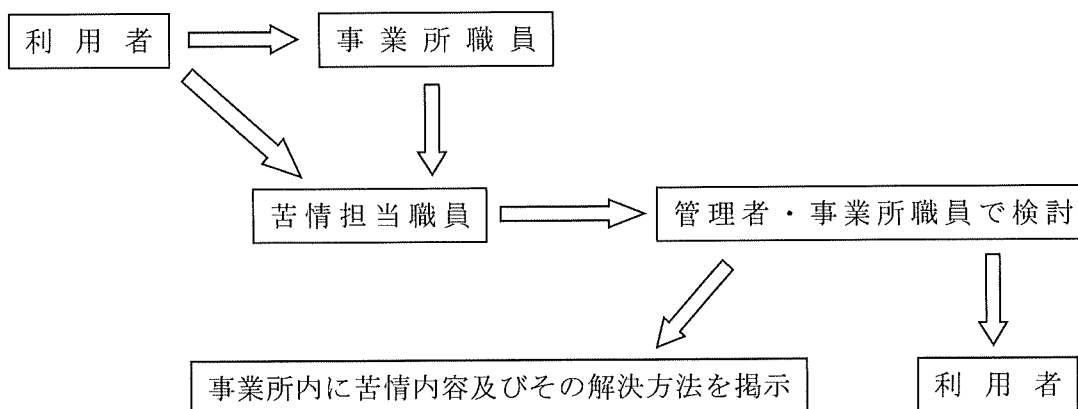 利用者
事業所職員
苦情担当職員
管理者・事業所職員で検討
事業所内に苦情内容及びその解決方法を掲示
利用者